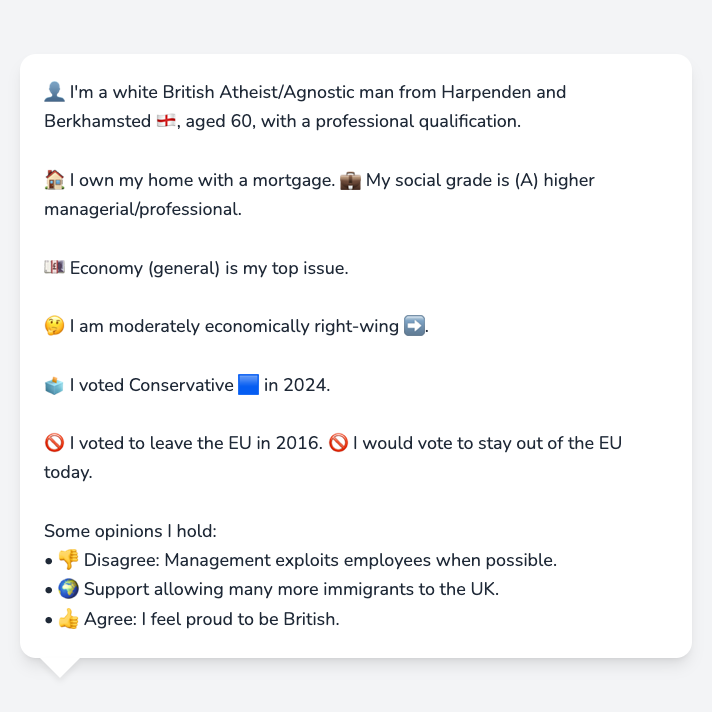 👤 I'm a white British Atheist/Agnostic man from Harpenden and
Berkhamsted 🏴󠁧󠁢󠁥󠁮󠁧󠁿, aged 60, with a professional qualification.
🏠 I own my home with a mortgage. 💼 My social grade is (A) higher
managerial/professional.
💷 Economy (general) is my top issue.
🤔 I am moderately economically right-wing ➡️.
🗳️ I voted Conservative 🟦 in 2024.
🚫 I voted to leave the EU in 2016. 🚫 I would vote to stay out of the EU
today.
Some opinions I hold:
• 👎 Disagree: Management exploits employees when possible.
• 🌍 Support allowing many more immigrants to the UK.
• 👍 Agree: I feel proud to be British.